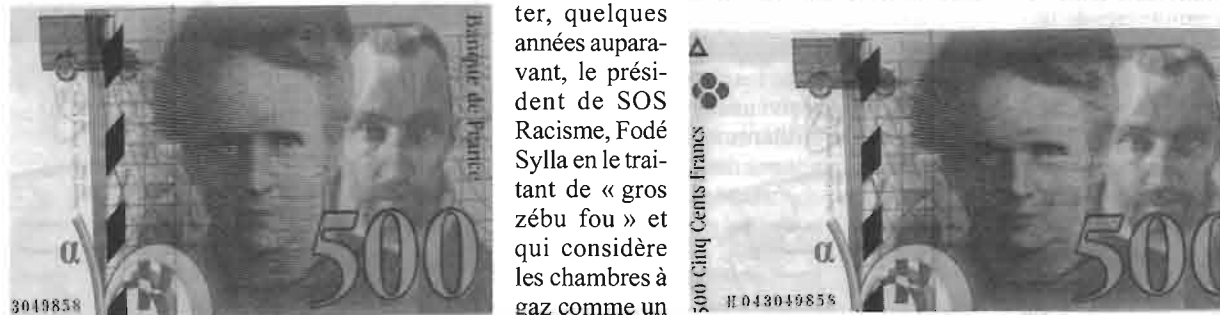 Banque de France
α
500
3049858
ter, quelques
années aupara-
vant, le prési-
dent de SOS
Racisme, Fodé
Sylla en le trai-
tant de « gros
zébu fou » et
qui considère
les chambres à
gaz comme un
500 Cinq Cents Francs
α
500
H 043049858